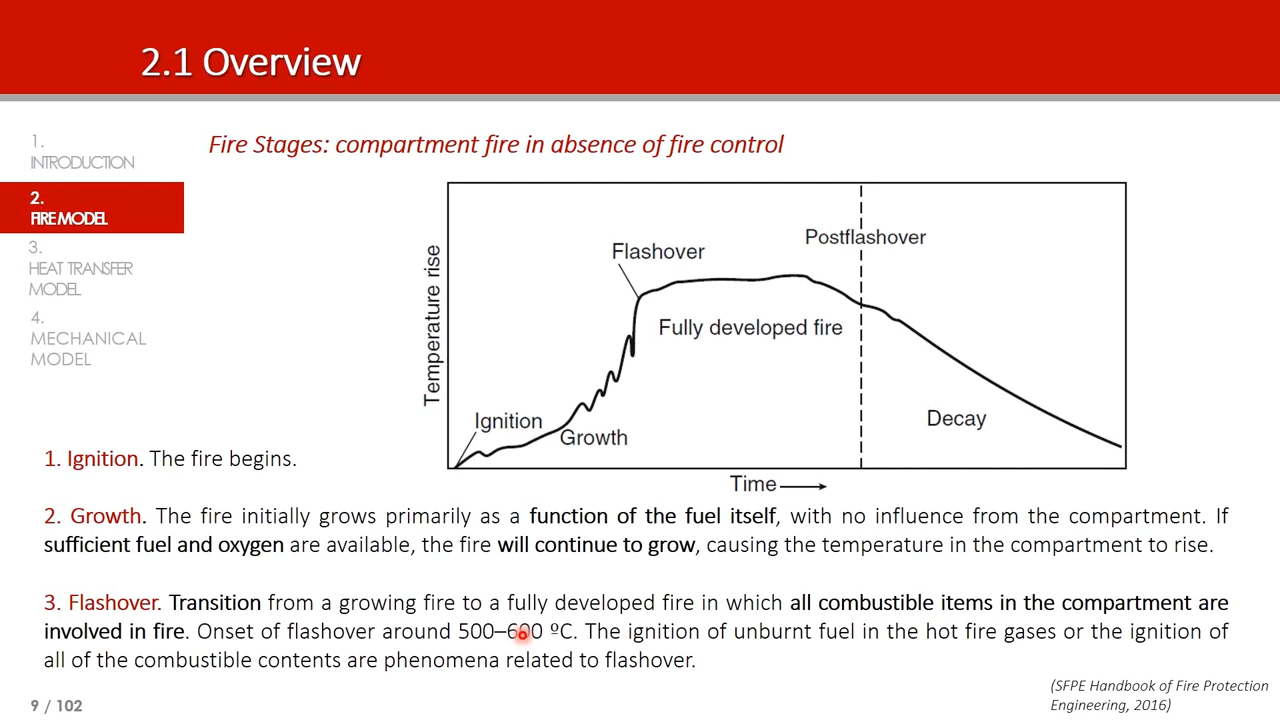 2.1 Overview
1.
INTRODUCTION
2.
FIRE MODEL
3.
HEAT TRANSFER
MODEL
4.
MECHANICAL
MODEL
Fire Stages: compartment fire in absence of fire control
Temperature rise
Flashover
Postflashover
Fully developed fire
Ignition
Growth
Decay
Time
1. Ignition. The fire begins.
2. Growth. The fire initially grows primarily as a function of the fuel itself, with no influence from the compartment. If
sufficient fuel and oxygen are available, the fire will continue to grow, causing the temperature in the compartment to rise.
3. Flashover. Transition from a growing fire to a fully developed fire in which all combustible items in the compartment are
involved in fire. Onset of flashover around 500–600 ºC. The ignition of unburnt fuel in the hot fire gases or the ignition of
all of the combustible contents are phenomena related to flashover.
(SFPE Handbook of Fire Protection
Engineering, 2016)
9 / 102